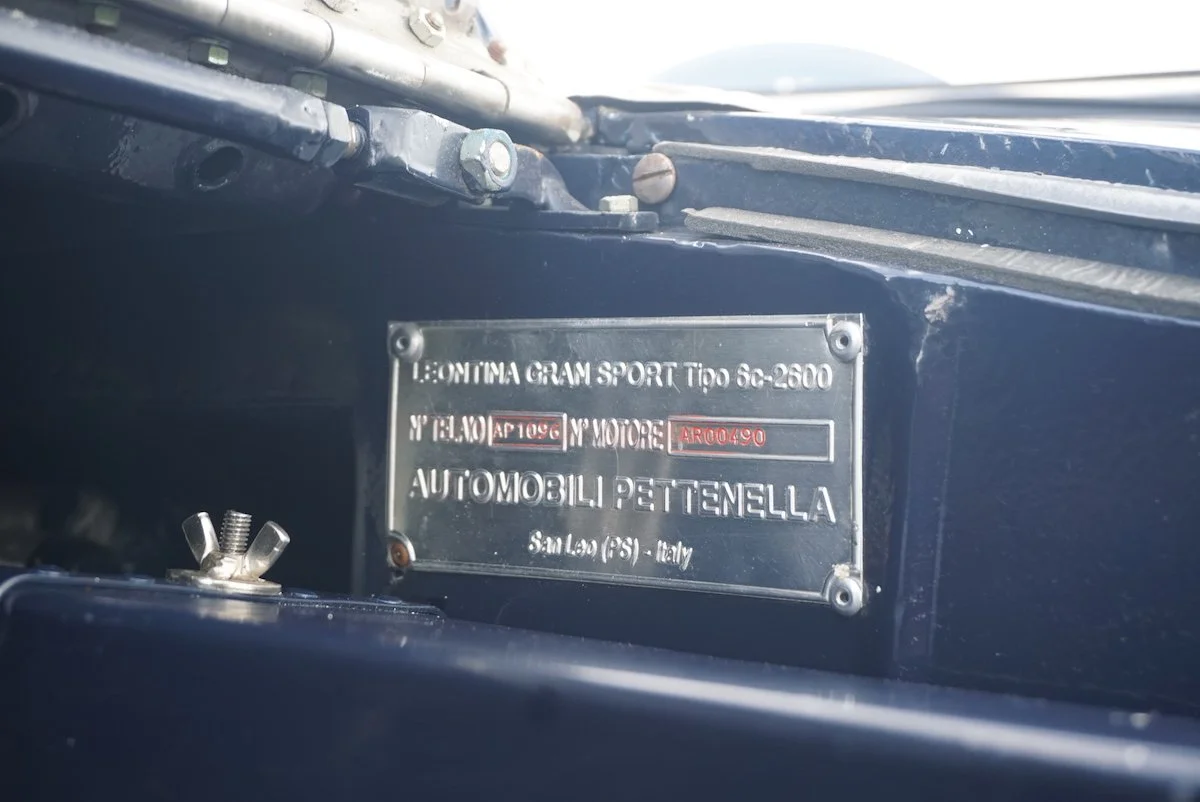 LEONTINA GRAN SPORT Tipo 6c-2600
N° TELAIO AP1096 N° MOTORE AR00490
AUTOMOBILI PETTENELLA
San Leo (PS) - Italy